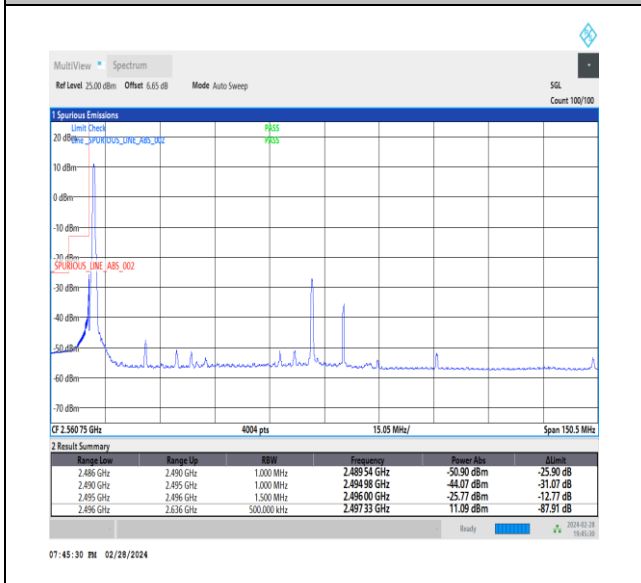 MultiView Spectrum
Ref Level 25.00 dBm Offset 6.65 dB Mode Auto Sweep SGL
Count 100/100
1 Spurious Emissions
Limit Check PASS
20 dBm Line _SPURIOUS_LINE_ABS_002 PASS
10 dBm
0 dBm
-10 dBm
-20 dBm
_SPURIOUS_LINE_ABS_002
-30 dBm
-40 dBm
-50 dBm
-60 dBm
-70 dBm
CF 2.560 75 GHz 4004 pts 15.05 MHz/ Span 150.5 MHz
2 Result Summary
Range Low Range Up RBW Frequency Power Abs ΔLimit
2.486 GHz 2.490 GHz 1.000 MHz 2.489 54 GHz -50.90 dBm -25.90 dB
2.490 GHz 2.495 GHz 1.000 MHz 2.494 98 GHz -44.07 dBm -31.07 dB
2.495 GHz 2.496 GHz 1.500 MHz 2.496 00 GHz -25.77 dBm -12.77 dB
2.496 GHz 2.636 GHz 500.000 kHz 2.497 33 GHz 11.09 dBm -87.91 dB
Ready 2024-02-28
19:45:30
07:45:30 PM 02/28/2024